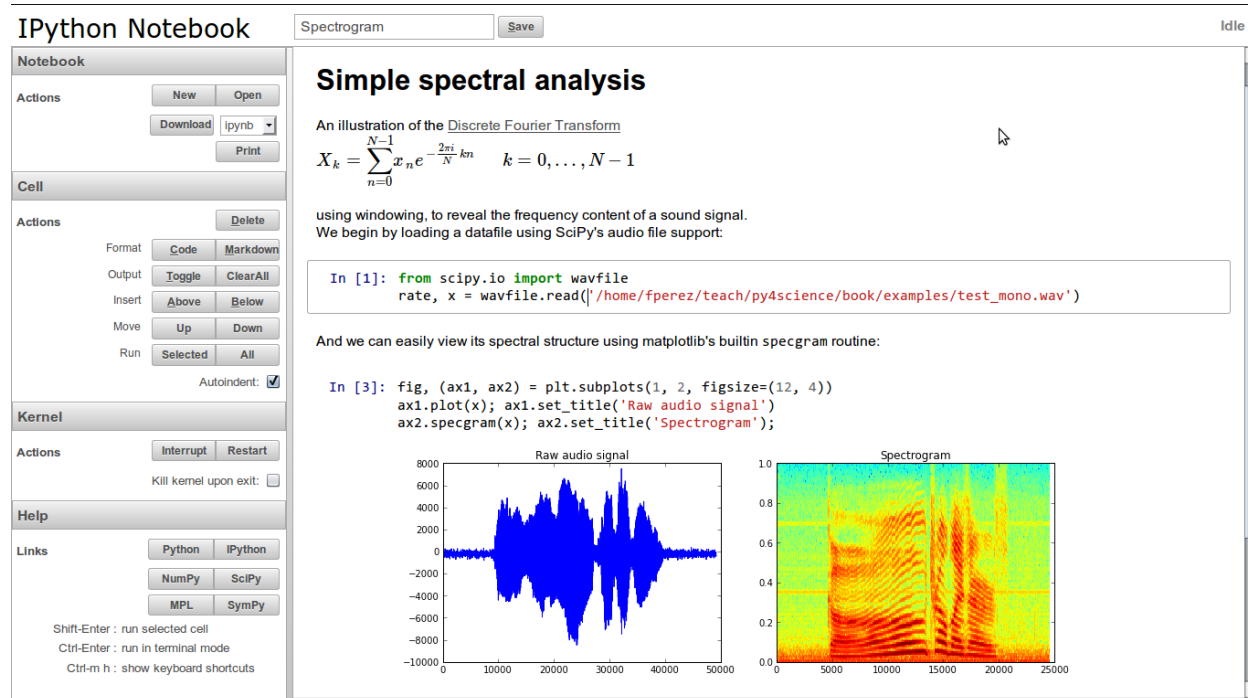 IPython Notebook
Spectrogram
Save
Idle
Notebook
Actions
New
Open
Download
ipynb
Print
Cell
Actions
Delete
Format
Code
Markdown
Output
Toggle
ClearAll
Insert
Above
Below
Move
Up
Down
Run
Selected
All
Autoindent:
Kernel
Actions
Interrupt
Restart
Kill kernel upon exit:
Help
Links
Python
IPython
NumPy
SciPy
MPL
SymPy
Shift-Enter : run selected cell
Ctrl-Enter : run in terminal mode
Ctrl-m h : show keyboard shortcuts
Simple spectral analysis
An illustration of the Discrete Fourier Transform
X_k = \sum_{n=0}^{N-1} x_n e^{-\frac{2\pi i}{N} kn} k = 0, . . . , N − 1
using windowing, to reveal the frequency content of a sound signal.
We begin by loading a datafile using SciPy's audio file support:
In [1]: from scipy.io import wavfile
rate, x = wavfile.read('/home/fperez/teach/py4science/book/examples/test_mono.wav')
And we can easily view its spectral structure using matplotlib's builtin specgram routine:
In [3]: fig, (ax1, ax2) = plt.subplots(1, 2, figsize=(12, 4))
ax1.plot(x); ax1.set_title('Raw audio signal')
ax2.specgram(x); ax2.set_title('Spectrogram');
Raw audio signal
8000
6000
4000
2000
0
−2000
−4000
−6000
−8000
−10000
0 10000 20000 30000 40000 50000
Spectrogram
1.0
0.8
0.6
0.4
0.2
0.0
0 5000 10000 15000 20000 25000